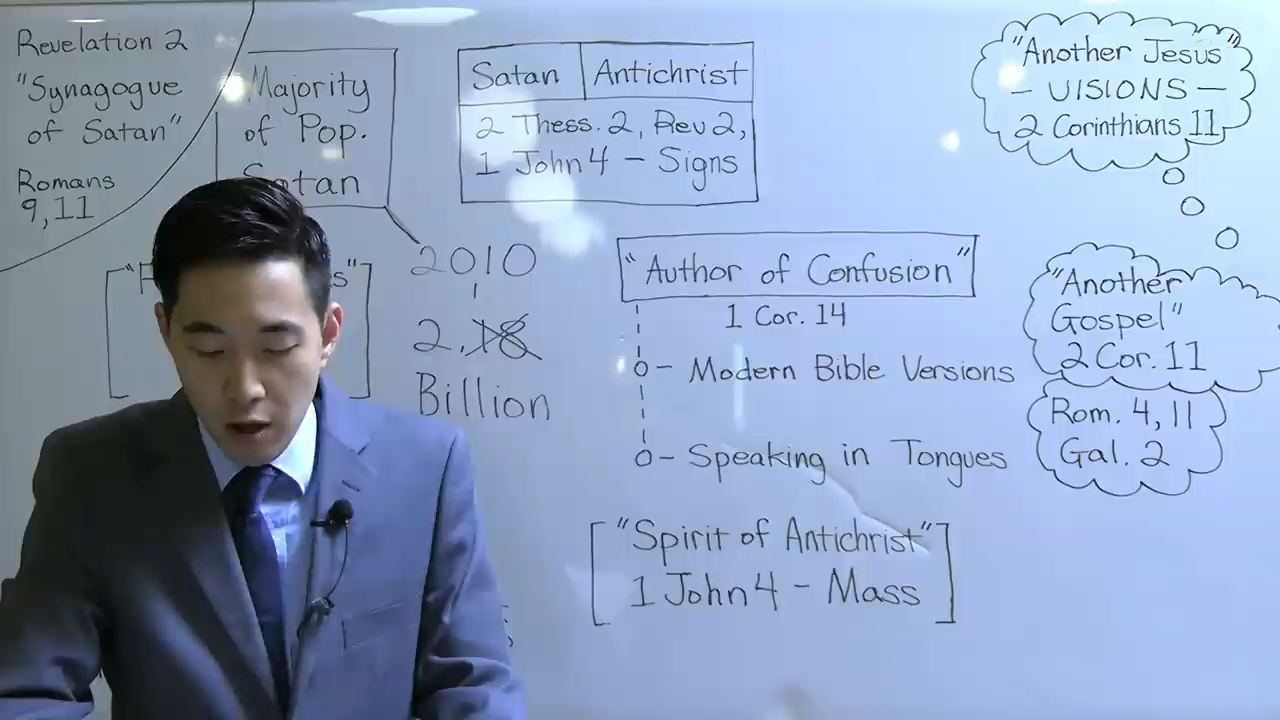 Revelation 2
"Synagogue
of Satan"
Romans
9,11
Majority
of Pop.
Satan
2010
2.18
Billion
Satan Antichrist
2 Thess. 2, Rev 2,
1 John 4 - Signs
"Author of Confusion"
1 Cor. 14
- Modern Bible Versions
- Speaking in Tongues
["Spirit of Antichrist"]
1 John 4 - Mass
"Another Jesus"
- VISIONS -
2 Corinthians 11
"Another
Gospel"
2 Cor. 11
Rom. 4, 11
Gal. 2